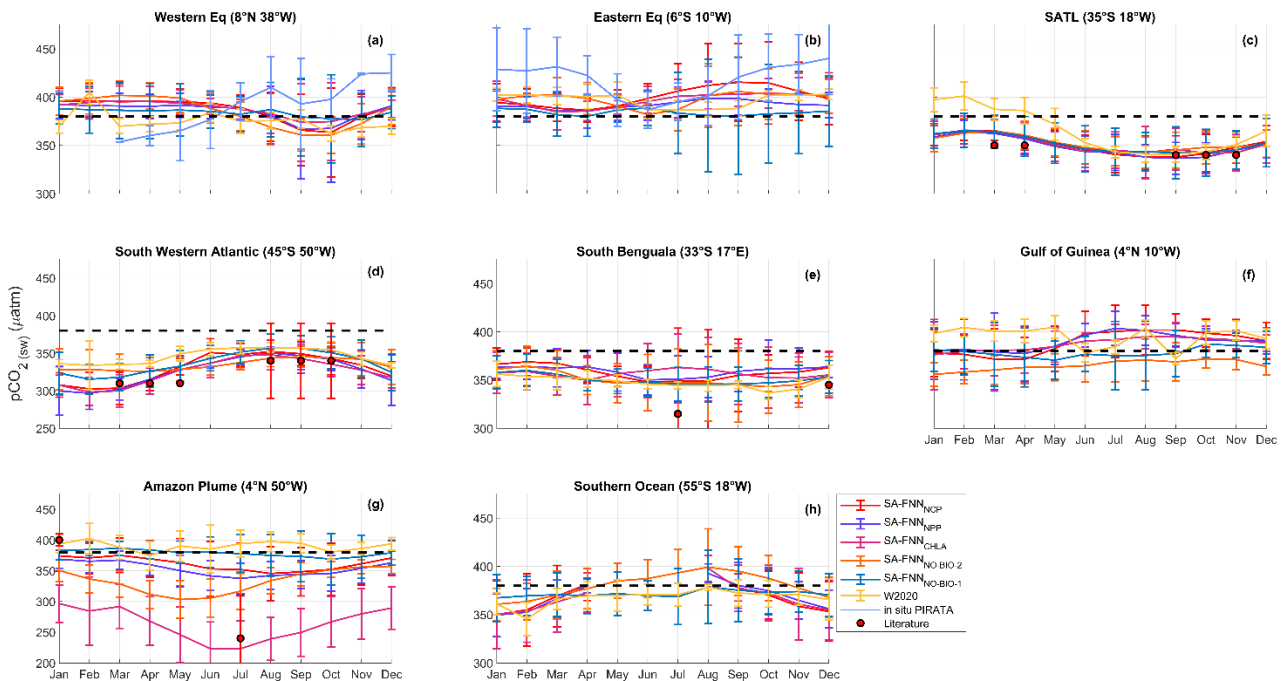 Western Eq (8°N 38°W)
Eastern Eq (6°S 10°W)
SATL (35°S 18°W)
(a)
(b)
(c)
450
400
350
300
South Western Atlantic (45°S 50°W)
South Benguala (33°S 17°E)
Gulf of Guinea (4°N 10°W)
(d)
(e)
(f)
pCO2 (sw) (µatm)
450
400
350
300
250
450
400
350
300
Jan Feb Mar Apr May Jun Jul Aug Sep Oct Nov Dec
Amazon Plume (4°N 50°W)
Southern Ocean (55°S 18°W)
(g)
(h)
450
400
350
300
250
200
450
400
350
300
Jan Feb Mar Apr May Jun Jul Aug Sep Oct Nov Dec
Jan Feb Mar Apr May Jun Jul Aug Sep Oct Nov Dec
SA-FNNNCP
SA-FNNNPP
SA-FNNCHLA
SA-FNNNO-BIO-2
SA-FNNNO-BIO-1
W2020
in situ PIRATA
Literature